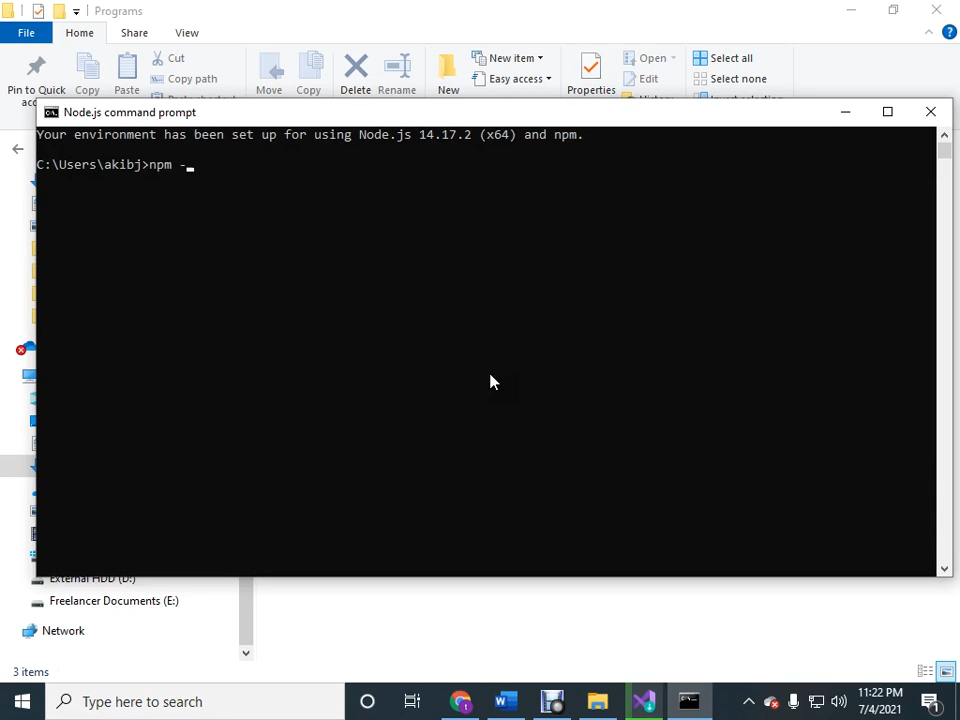 Programs
File Home Share View
Pin to Quick Copy Paste Cut Move Copy Delete Rename New New item Properties Open Select all
Copy path Easy access Edit Select none
Node.js command prompt
Your environment has been set up for using Node.js 14.17.2 (x64) and npm.
C:\Users\akibj>npm -_
External HDD (D:)
Freelancer Documents (E:)
Network
3 items
Type here to search
11:22 PM
7/4/2021
1